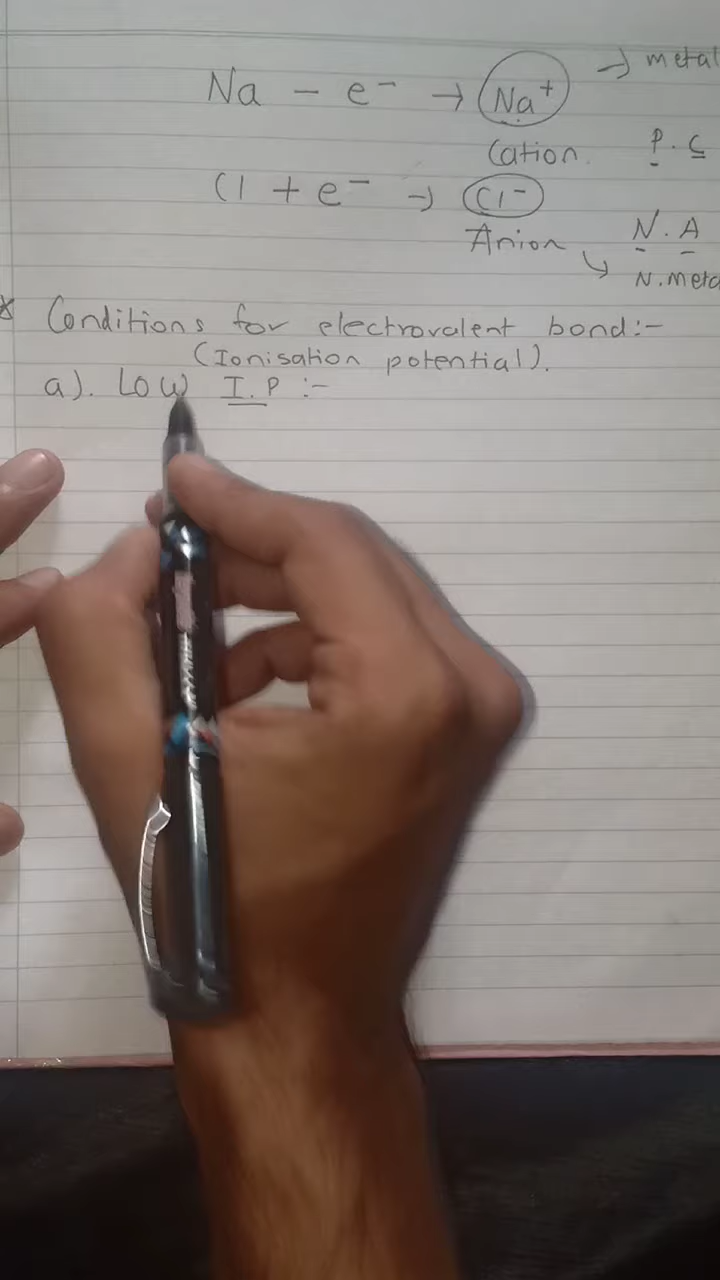 Na - e⁻ → Na⁺ → metal
Cation. P.C
Cl + e⁻ → Cl⁻
Anion N.A
N.meta
* Conditions for electrovalent bond:-
(Ionisation potential).
a). Low I.P :-